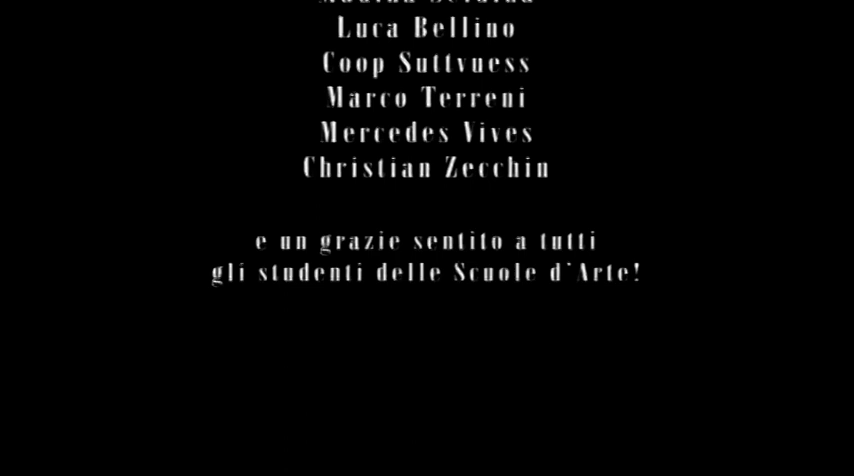 Luca Bellino
Coop Suttvuess
Marco Terreni
Mercedes Vives
Christian Zecchin
e un grazie sentito a tutti
gli studenti delle Scuole d'Arte!